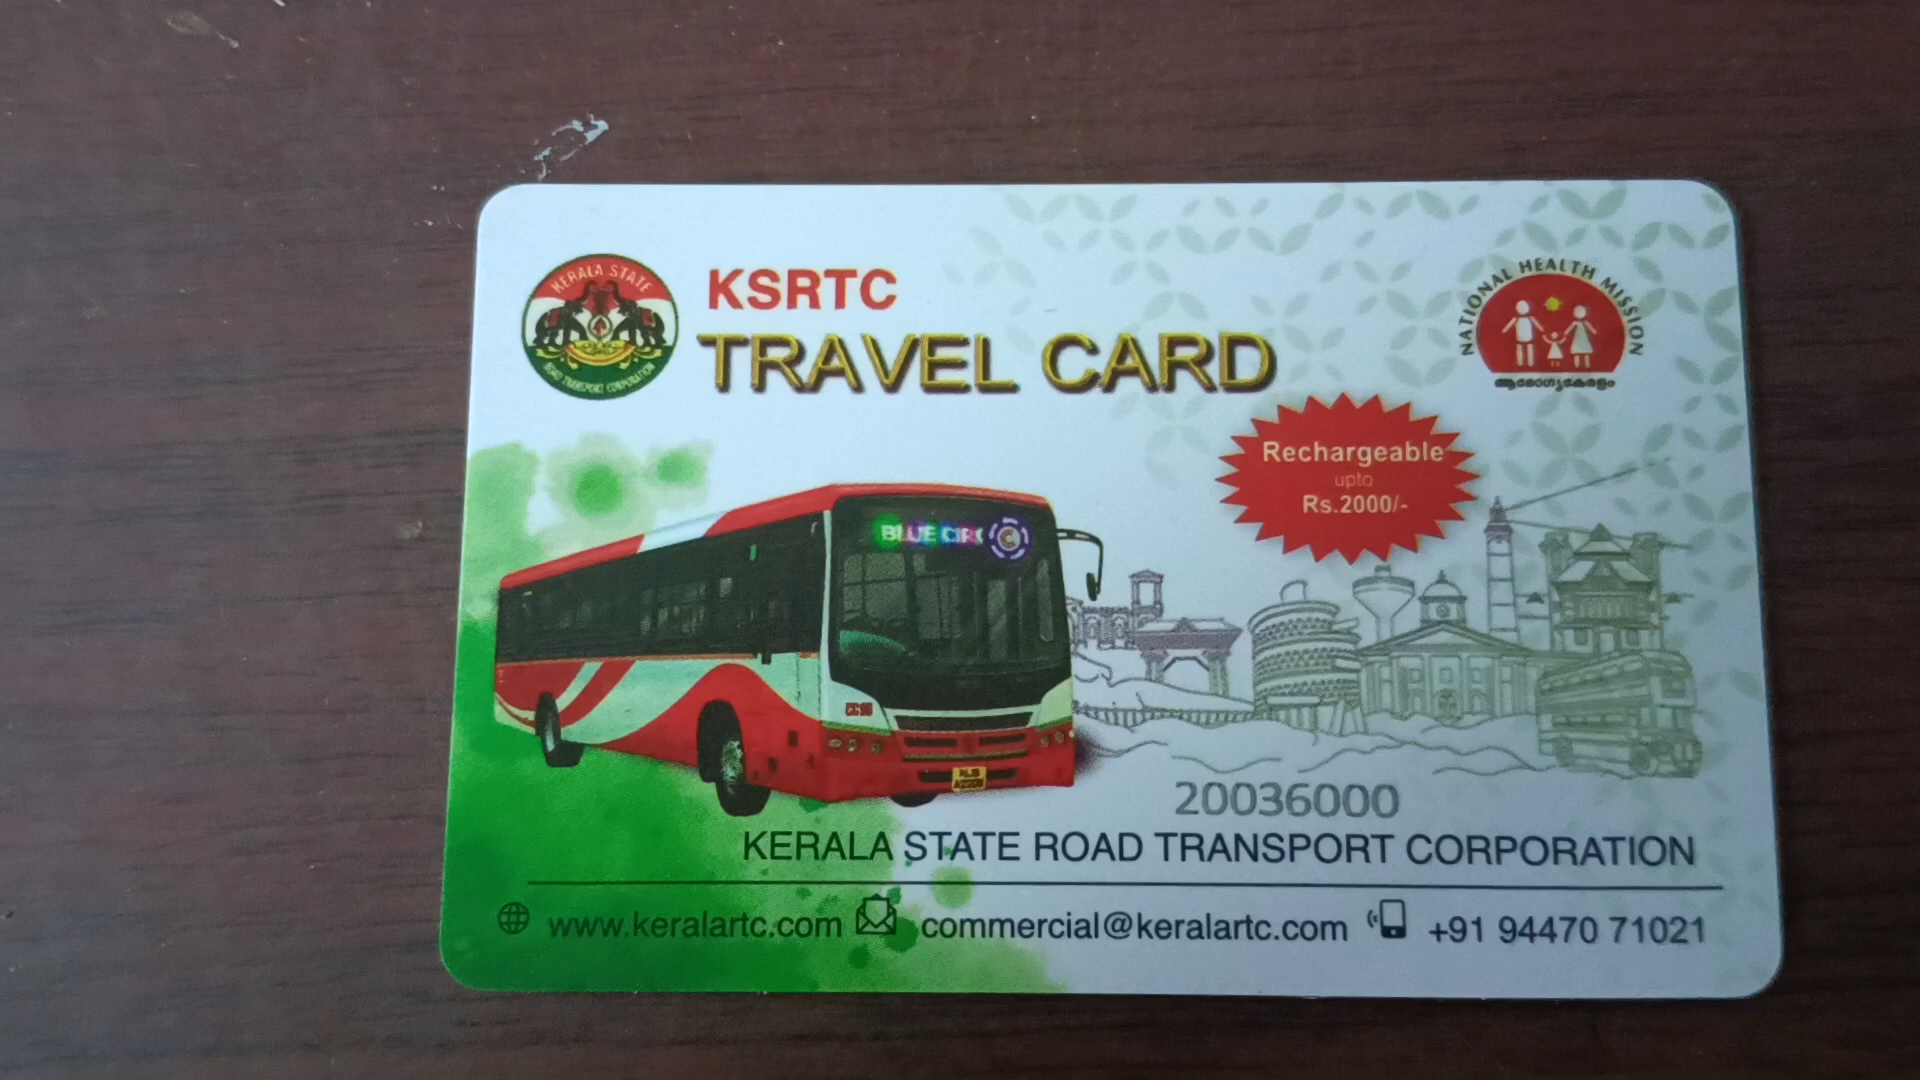 KERALA STATE
ROAD TRANSPORT CORPORATION
KSRTC
TRAVEL CARD
NATIONAL HEALTH MISSION
ആരോഗ്യകേരളം
Rechargeable
upto
Rs.2000/-
BLUE CIRC
20036000
KERALA STATE ROAD TRANSPORT CORPORATION
www.keralartc.com commercial@keralartc.com +91 94470 71021